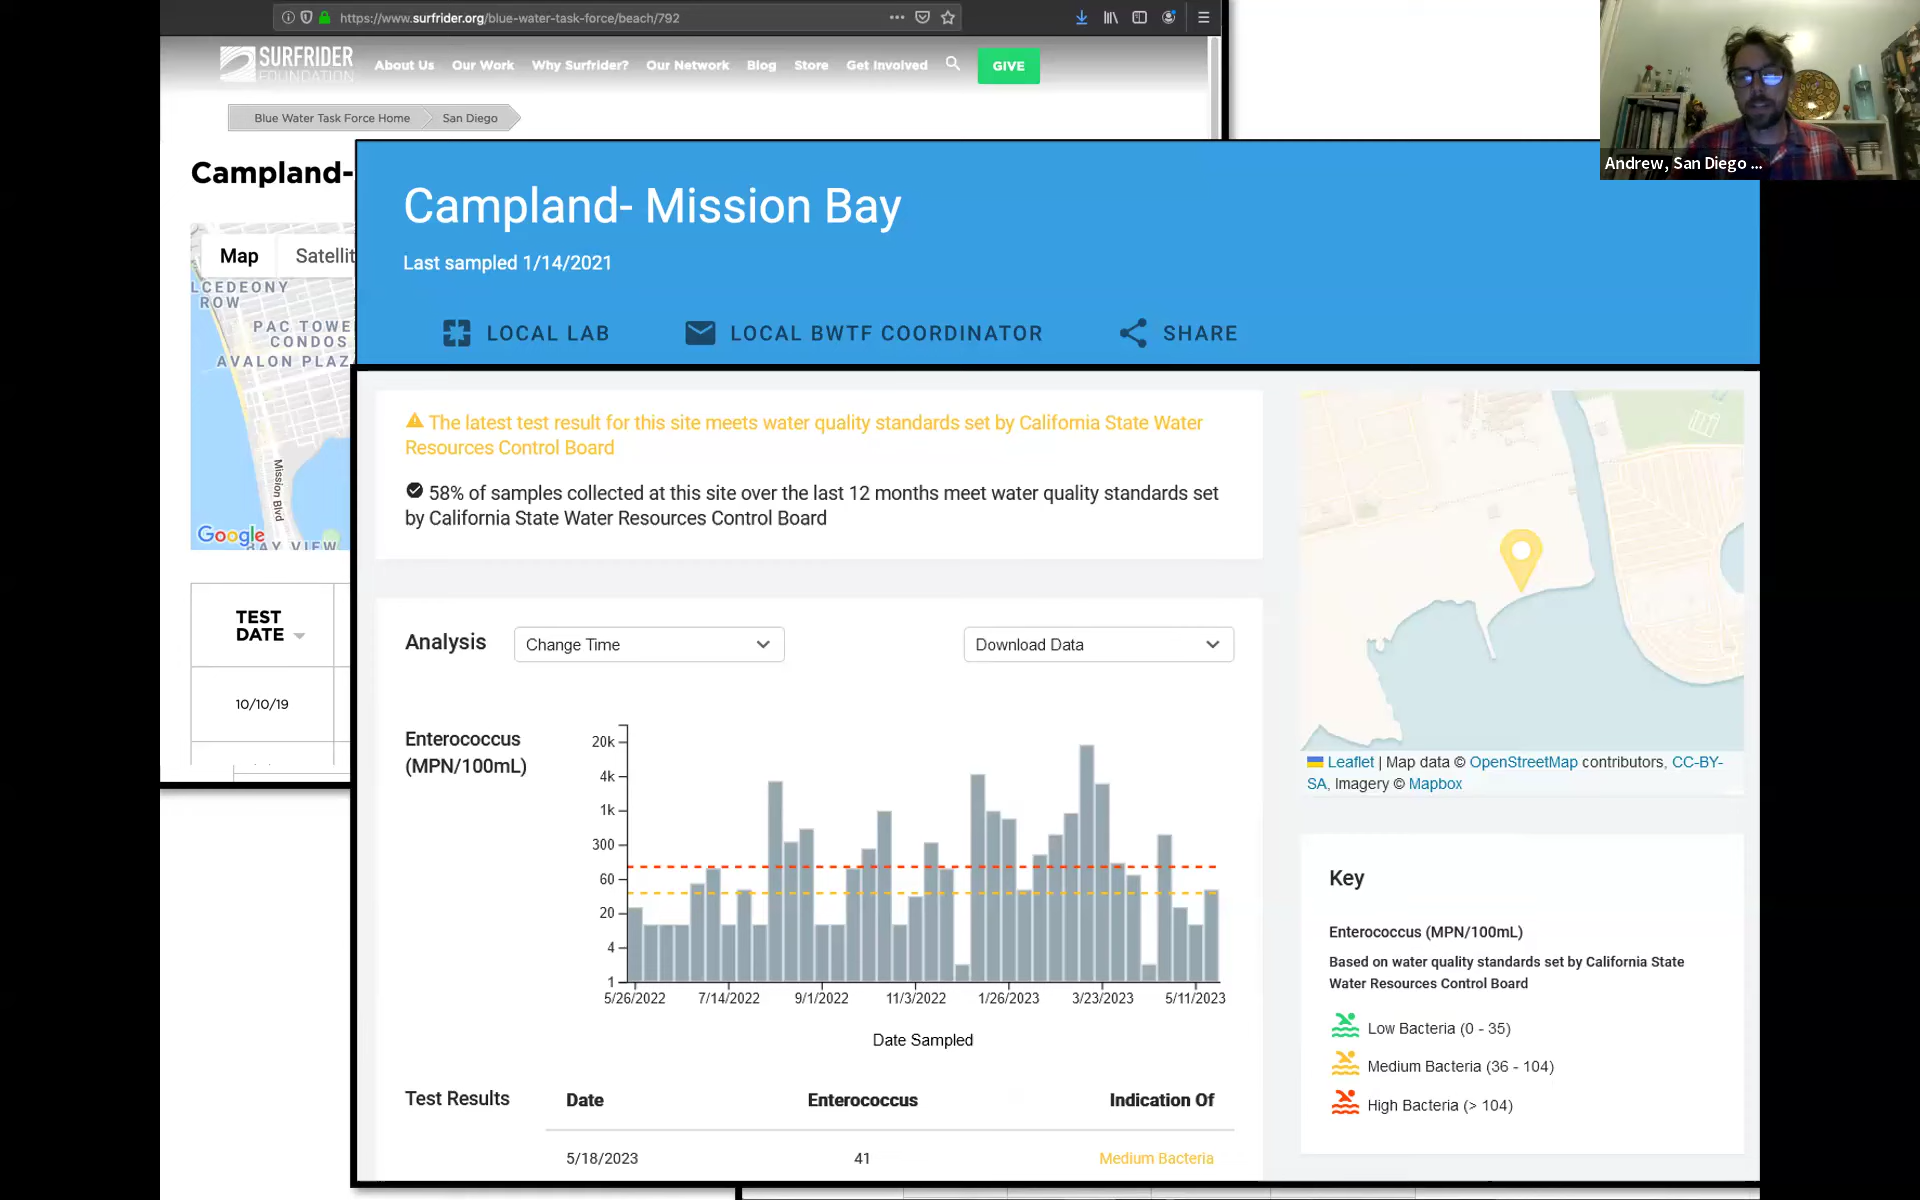 https://www.surfrider.org/blue-water-task-force/beach/792
SURFRIDER
FOUNDATION
About Us
Our Work
Why Surfrider?
Our Network
Blog
Store
Get Involved
GIVE
Blue Water Task Force Home
San Diego
Andrew, San Diego ...
Campland-
Map
Satellit
LCEDEONY
ROW
PAC TOWE
CONDOS
AVALON PLAZ
Mission Blvd
Google
BAY VIEW
TEST
DATE
10/10/19
Campland- Mission Bay
Last sampled 1/14/2021
LOCAL LAB
LOCAL BWTF COORDINATOR
SHARE
The latest test result for this site meets water quality standards set by California State Water
Resources Control Board
58% of samples collected at this site over the last 12 months meet water quality standards set
by California State Water Resources Control Board
Analysis
Change Time
Download Data
Enterococcus
(MPN/100mL)
20k
4k
1k
300
60
20
4
1
5/26/2022
7/14/2022
9/1/2022
11/3/2022
1/26/2023
3/23/2023
5/11/2023
Date Sampled
Test Results
Date
Enterococcus
Indication Of
5/18/2023
41
Medium Bacteria
Leaflet | Map data © OpenStreetMap contributors, CC-BY-
SA, Imagery © Mapbox
Key
Enterococcus (MPN/100mL)
Based on water quality standards set by California State
Water Resources Control Board
Low Bacteria (0 - 35)
Medium Bacteria (36 - 104)
High Bacteria (> 104)